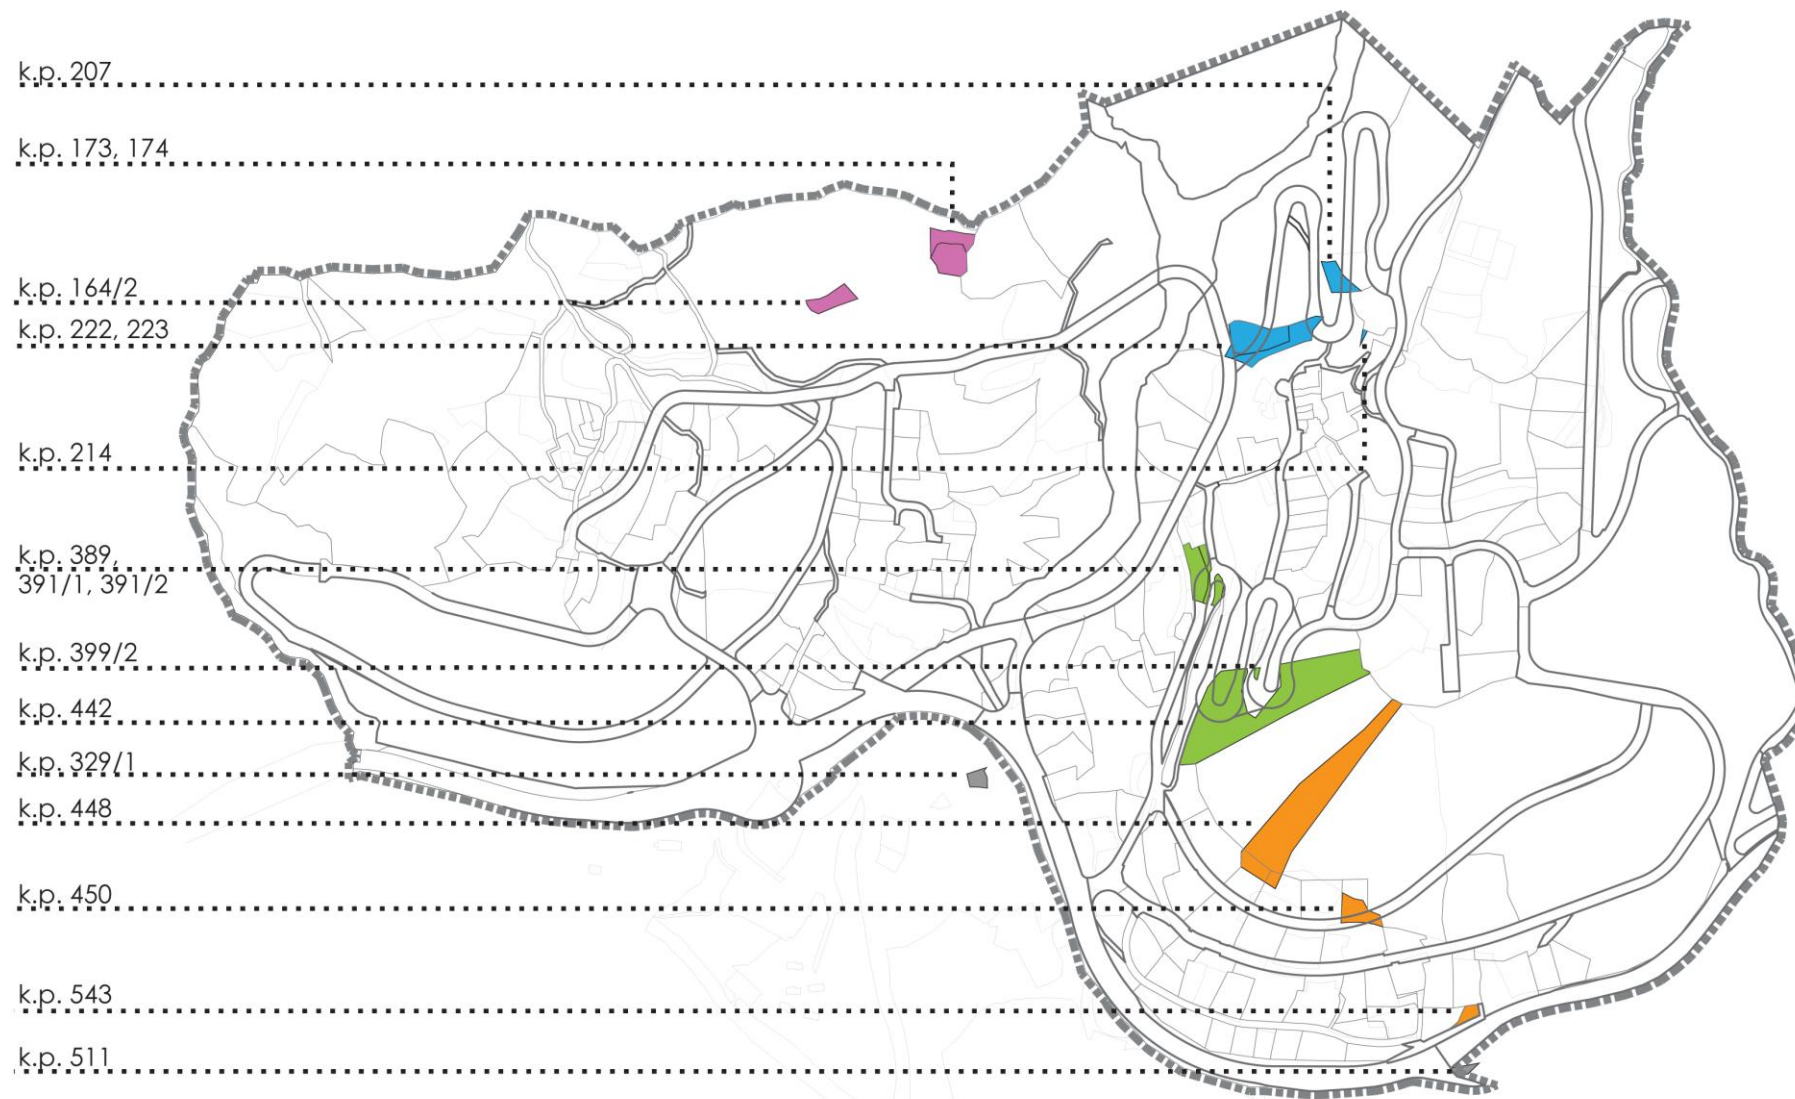 k.p. 207
k.p. 173, 174
k.p. 164/2
k.p. 222, 223
k.p. 214
k.p. 389,
391/1, 391/2
k.p. 399/2
k.p. 442
k.p. 329/1
k.p. 448
k.p. 450
k.p. 543
k.p. 511